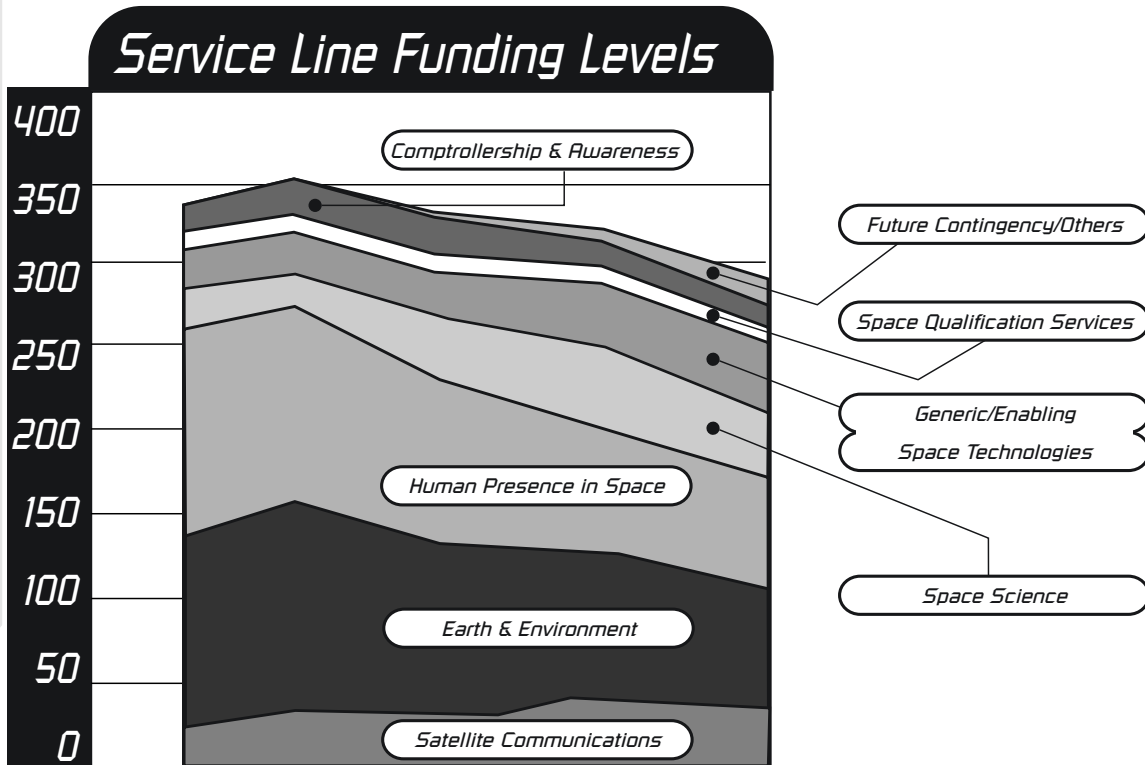 Service Line Funding Levels
400
Comptrollership & Awareness
350
Future Contingency/Others
300
Space Qualification Services
250
Generic/Enabling
Space Technologies
200
Human Presence in Space
150
100
Space Science
Earth & Environment
50
Satellite Communications
0